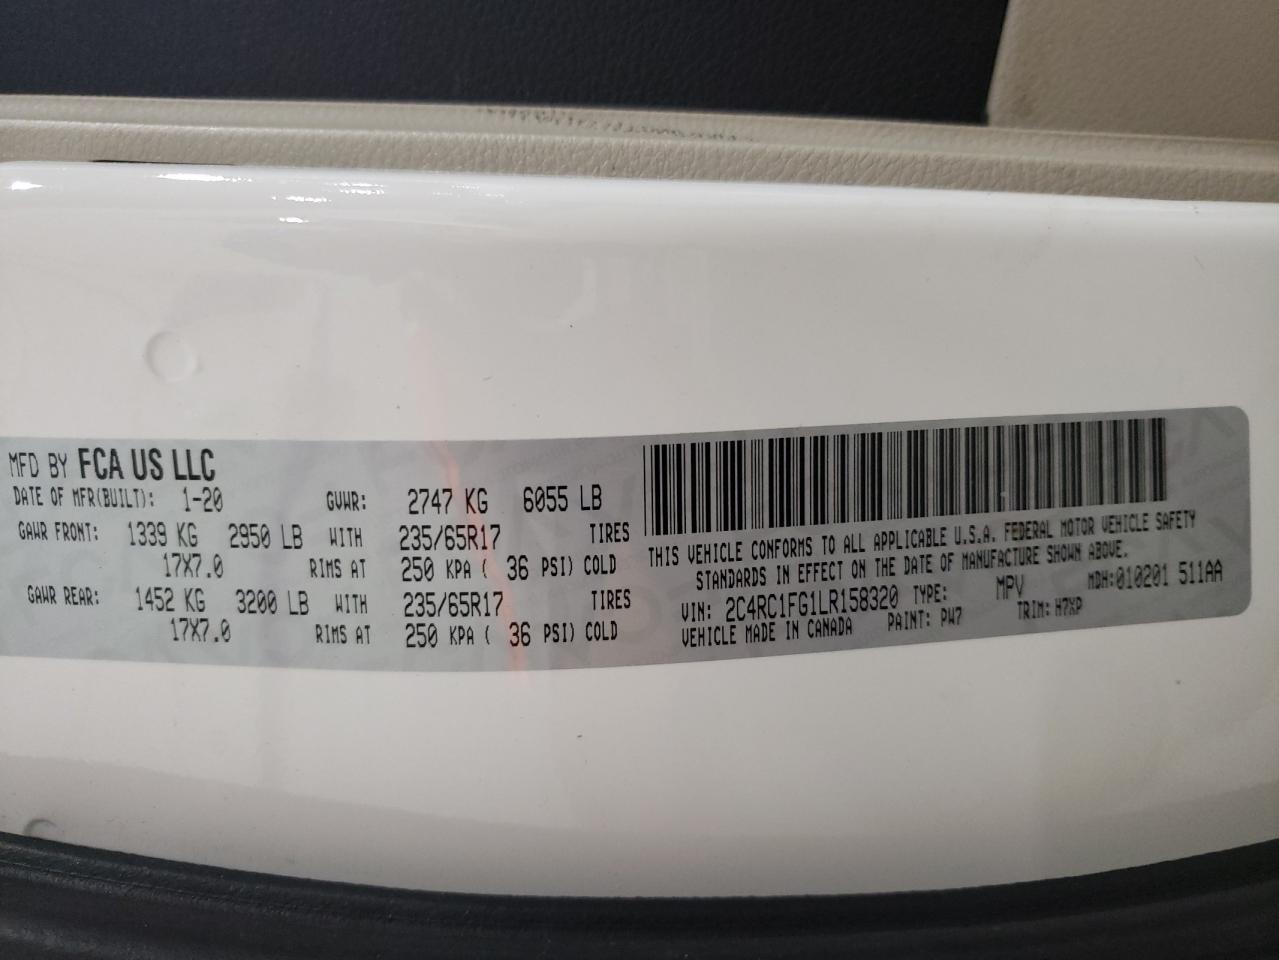 MFD BY FCA US LLC
DATE OF MFR(BUILT): 1-20 GVWR: 2747 KG 6055 LB
GAWR FRONT: 1339 KG 2950 LB WITH 235/65R17 TIRES
17X7.0 RIMS AT 250 KPA ( 36 PSI) COLD
GAWR REAR: 1452 KG 3200 LB WITH 235/65R17 TIRES
17X7.0 RIMS AT 250 KPA ( 36 PSI) COLD
THIS VEHICLE CONFORMS TO ALL APPLICABLE U.S.A. FEDERAL MOTOR VEHICLE SAFETY
STANDARDS IN EFFECT ON THE DATE OF MANUFACTURE SHOWN ABOVE.
VIN: 2C4RC1FG1LR158320 TYPE: MPV MDH:010201 511AA
VEHICLE MADE IN CANADA PAINT: PW7 TRIM: H7XP